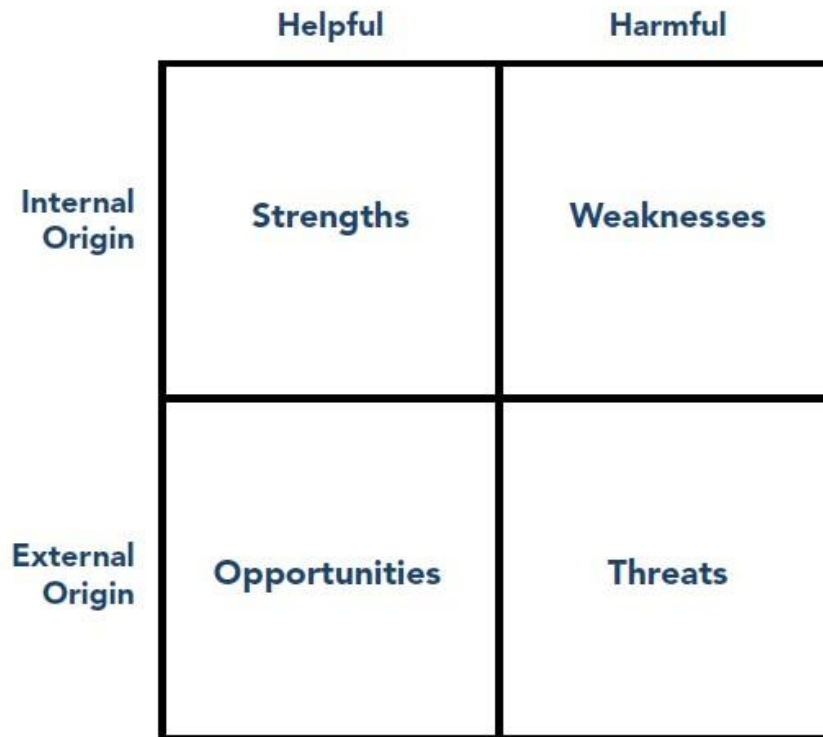 Helpful Harmful
Internal
Origin
Strengths Weaknesses
External
Origin
Opportunities Threats